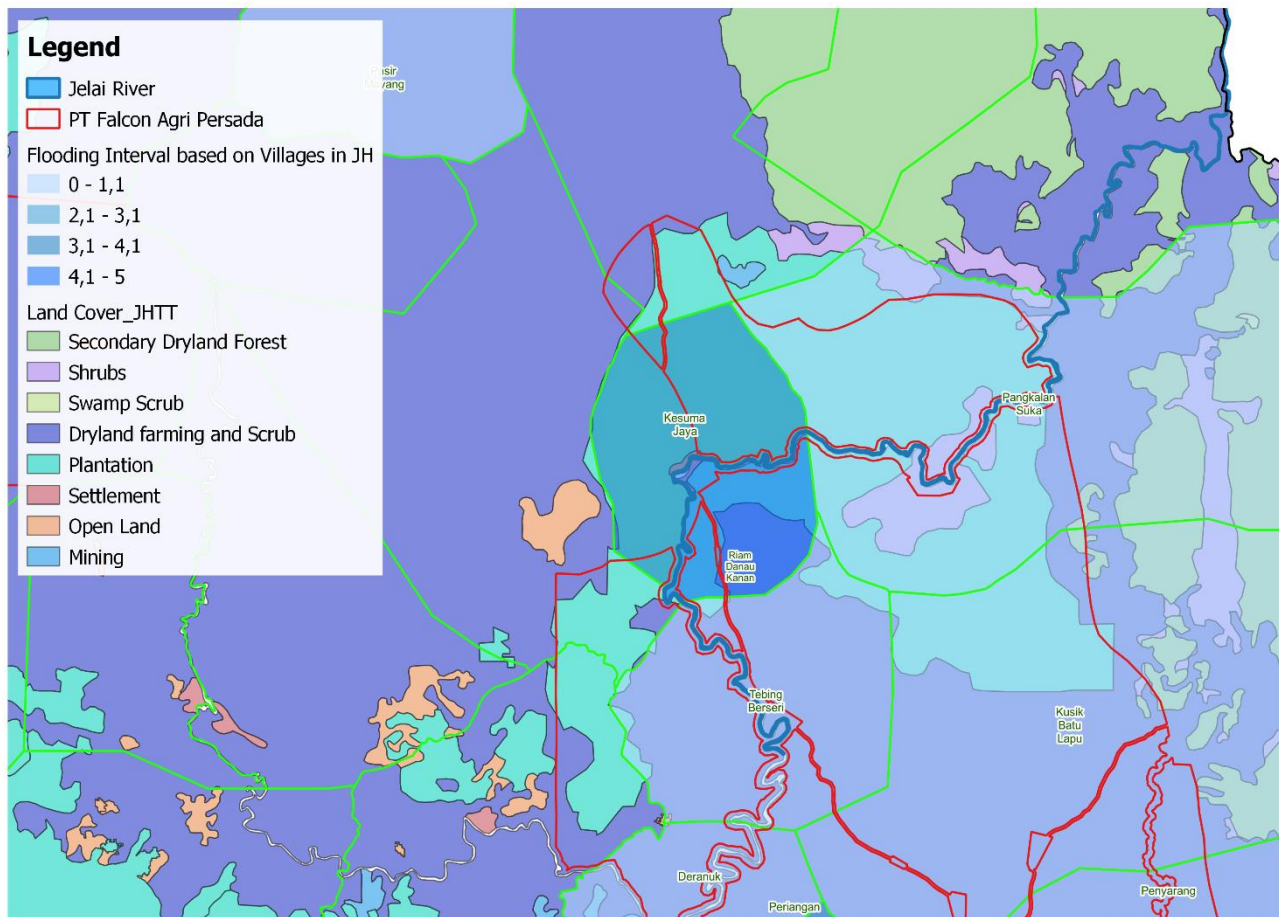 Legend
Jelai River
PT Falcon Agri Persada
Flooding Interval based on Villages in JH
0 - 1,1
2,1 - 3,1
3,1 - 4,1
4,1 - 5
Land Cover_JHTT
Secondary Dryland Forest
Shrubs
Swamp Scrub
Dryland farming and Scrub
Plantation
Settlement
Open Land
Mining
Kesuma
Jaya
Pangkalan
Suka
Riam
Danau
Kanan
Tebing
Berseri
Kusik
Batu
Lapu
Deranuk
Periangan
Penyarang